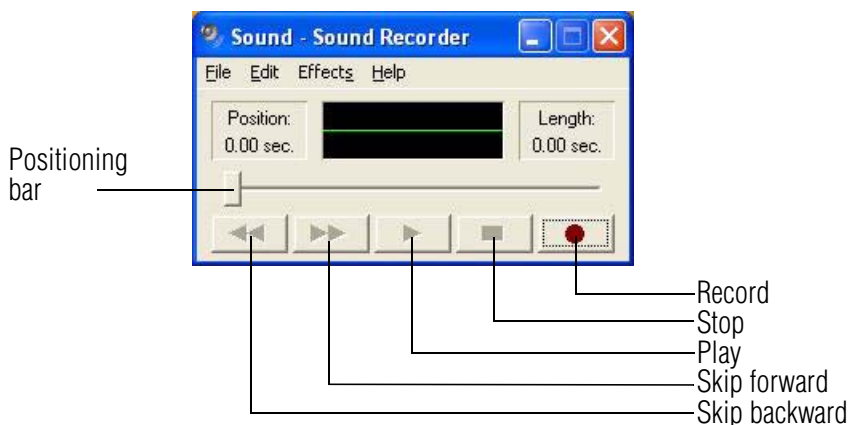 Sound - Sound Recorder
File Edit Effects Help
Position:
0.00 sec.
Length:
0.00 sec.
Positioning
bar
Record
Stop
Play
Skip forward
Skip backward